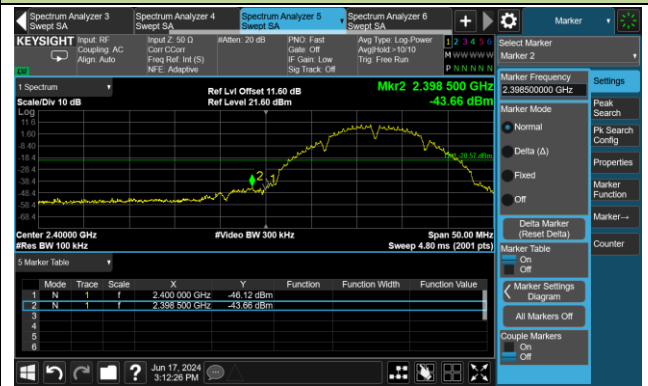 Spectrum Analyzer 3
Swept SA
Spectrum Analyzer 4
Swept SA
Spectrum Analyzer 5
Swept SA
Spectrum Analyzer 6
Swept SA
+
Marker
KEYSIGHT
Input: RF
Coupling: AC
Align: Auto
Input Z: 50 Ω
Corr CCorr
Freq Ref: Int (S)
NFE: Adaptive
#Atten: 20 dB
PNO: Fast
Gate: Off
IF Gain: Low
Sig Track: Off
Avg Type: Log-Power
Avg|Hold:>10/10
Trig: Free Run
1 2 3 4 5 6
M W W W W W
P N N N N N
Select Marker
Marker 2
1 Spectrum
Scale/Div 10 dB
Log
Ref Lvl Offset 11.60 dB
Ref Level 21.60 dBm
Mkr2 2.398 500 GHz
-43.66 dBm
11.6
1.60
-8.40
-18.4
-28.4
-38.4
-48.4
-58.4
-68.4
2
1
Center 2.40000 GHz
#Res BW 100 kHz
#Video BW 300 kHz
Span 50.00 MHz
Sweep 4.80 ms (2001 pts)
5 Marker Table
Mode Trace Scale X Y Function Function Width Function Value
1 N 1 f 2.400 000 GHz -46.12 dBm
2 N 1 f 2.398 500 GHz -43.66 dBm
3
4
5
6
Marker Frequency
2.398500000 GHz
Marker Mode
Normal
Delta (Δ)
Fixed
Off
Delta Marker
(Reset Delta)
Marker Table
On
Off
Marker Settings
Diagram
All Markers Off
Couple Markers
On
Off
Settings
Peak
Search
Pk Search
Config
Properties
Marker
Function
Marker→
Counter
?
Jun 17, 2024
3:12:26 PM